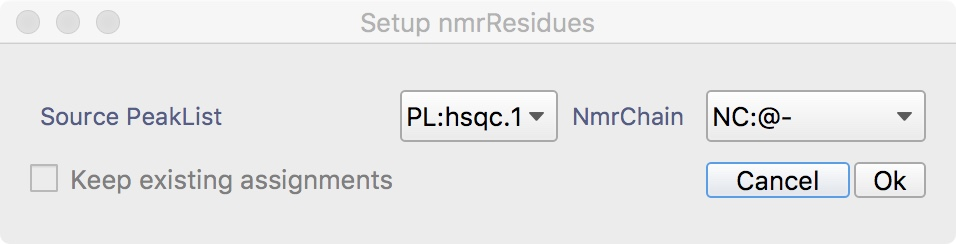 Setup nmrResidues
Source PeakList PL:hsqc.1 NmrChain NC:@-
Keep existing assignments Cancel Ok